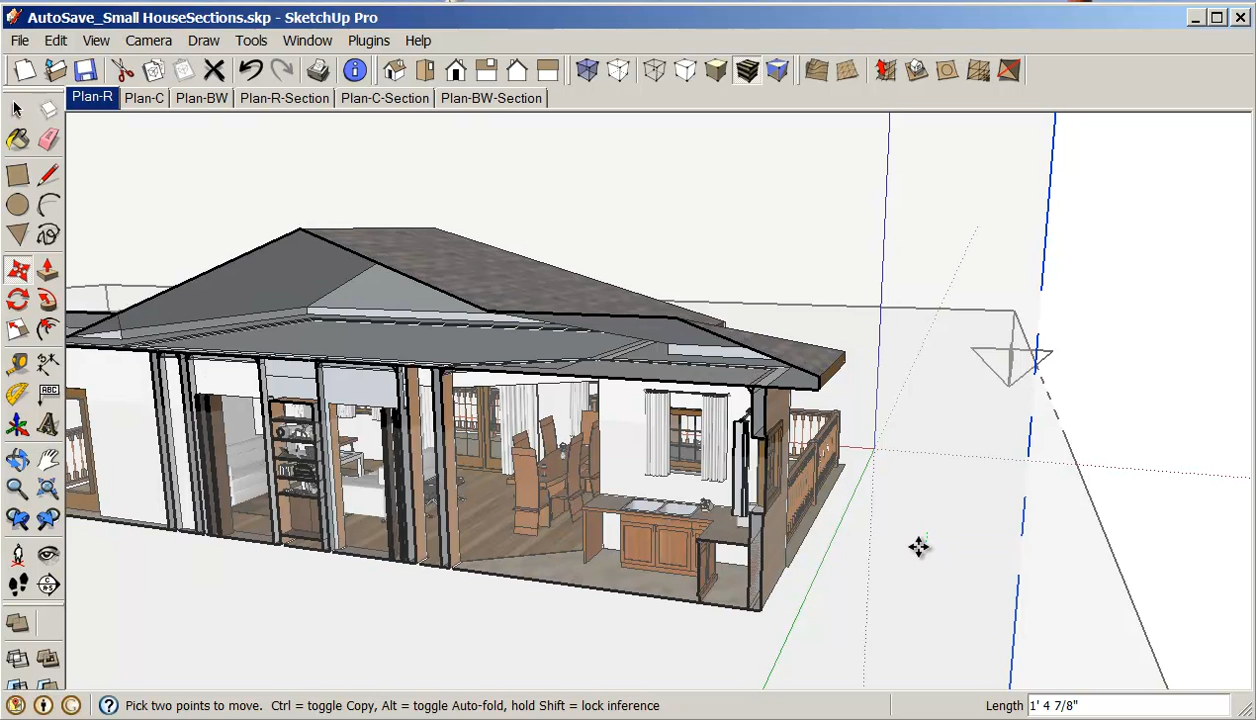 AutoSave_Small HouseSections.skp - SketchUp Pro
File Edit View Camera Draw Tools Window Plugins Help
Plan-R Plan-C Plan-BW Plan-R-Section Plan-C-Section Plan-BW-Section
ABC
Pick two points to move. Ctrl = toggle Copy, Alt = toggle Auto-fold, hold Shift = lock inference Length 1' 4 7/8"